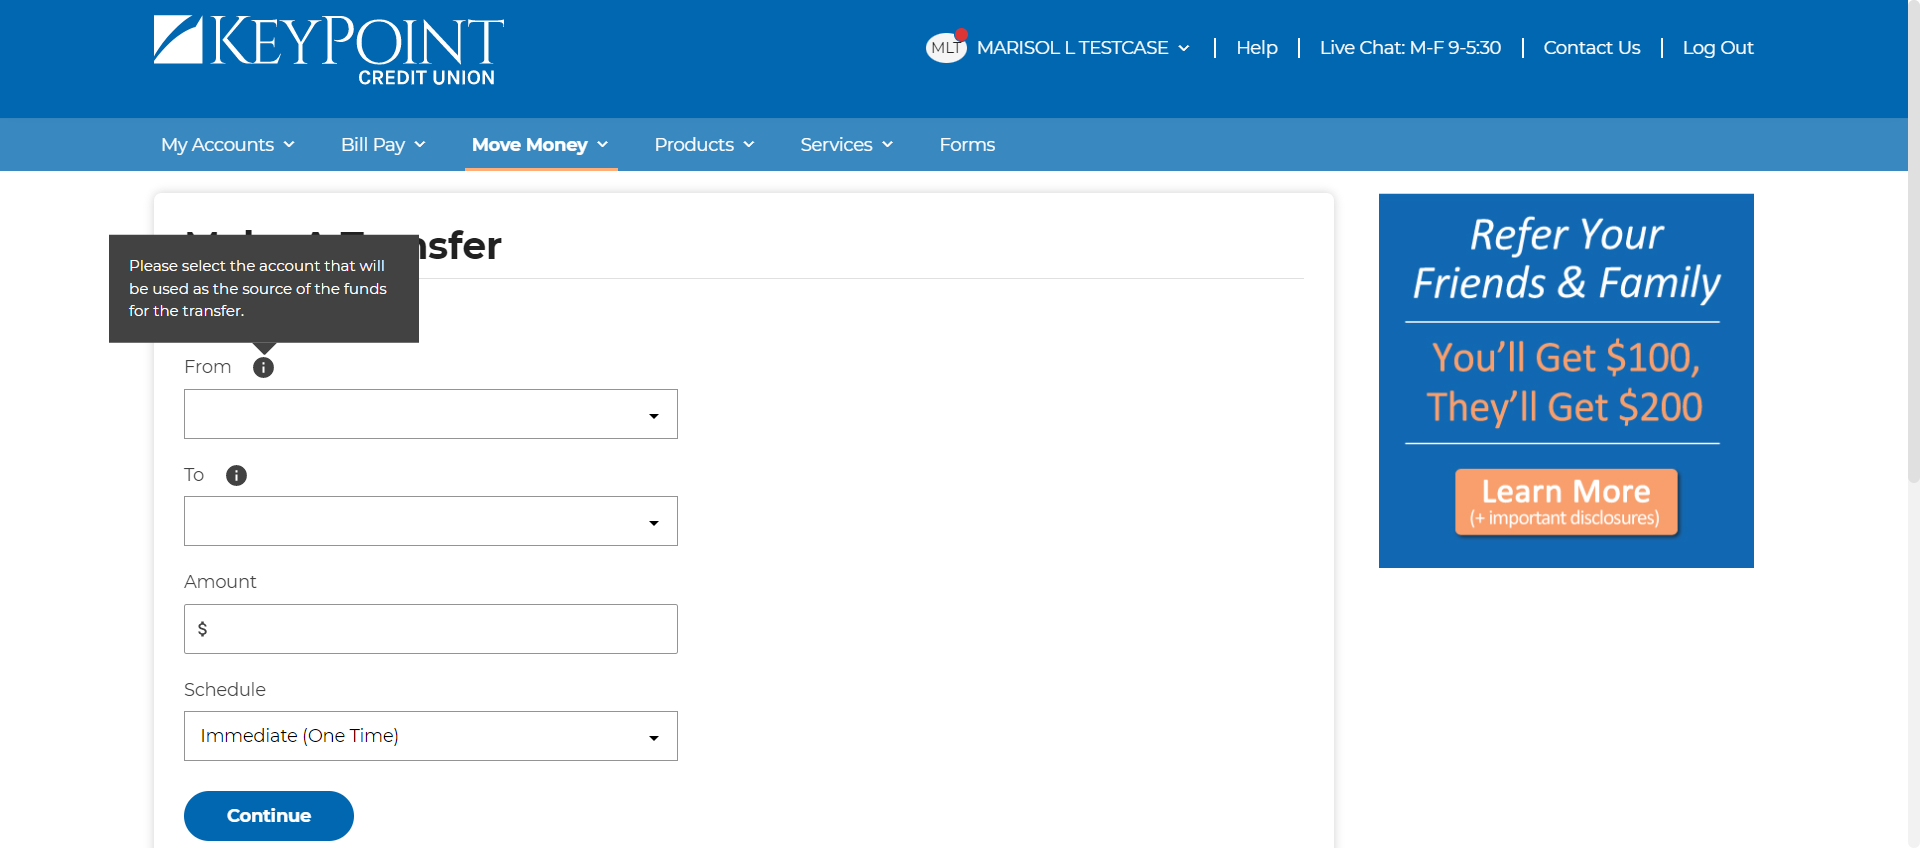 KEYPOINT
CREDIT UNION
MLT MARISOL L TESTCASE | Help | Live Chat: M-F 9-5:30 | Contact Us | Log Out
My Accounts Bill Pay Move Money Products Services Forms
nsfer
Please select the account that will
be used as the source of the funds
for the transfer.
From
To
Amount
$
Schedule
Immediate (One Time)
Continue
Refer Your
Friends & Family
You'll Get $100,
They'll Get $200
Learn More
(+ important disclosures)